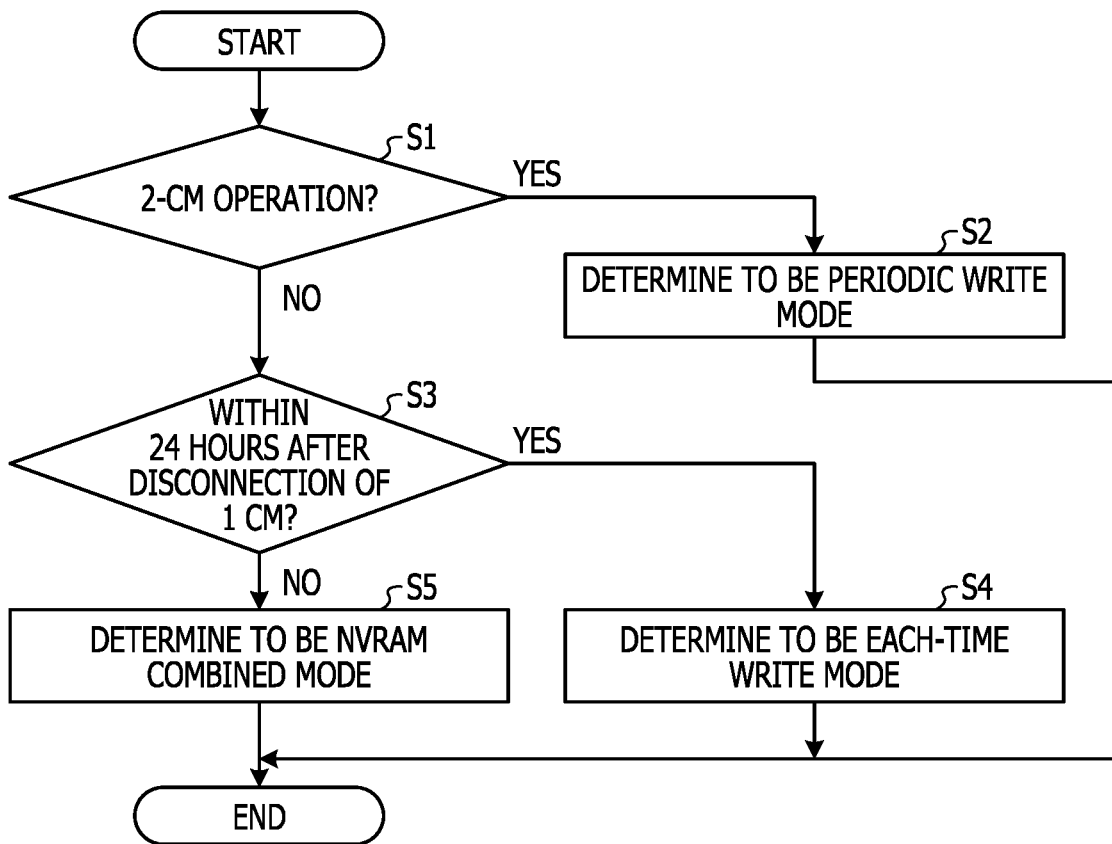 START
S1
2-CM OPERATION?
YES
S2
DETERMINE TO BE PERIODIC WRITE
MODE
NO
S3
WITHIN
24 HOURS AFTER
DISCONNECTION OF
1 CM?
YES
NO
S5
DETERMINE TO BE NVRAM
COMBINED MODE
S4
DETERMINE TO BE EACH-TIME
WRITE MODE
END